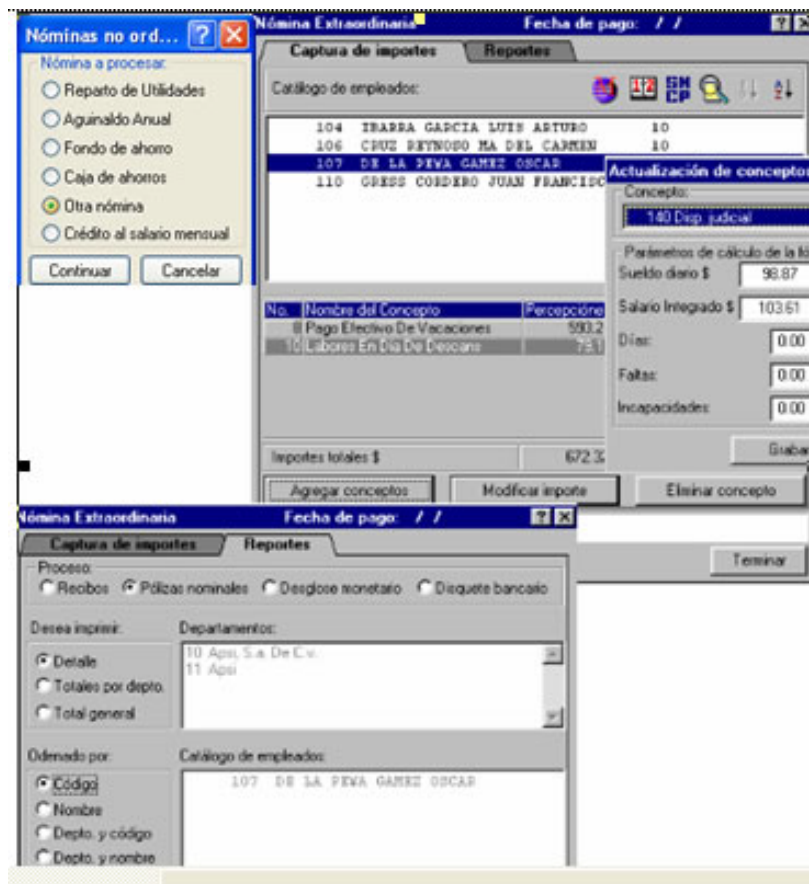 Nóminas no ord...
Nómina a procesar:
Reparto de Utilidades
Aguinaldo Anual
Fondo de ahorro
Caja de ahorros
Otra nómina
Crédito al salario mensual
Continuar Cancelar
Nómina Extraordinaria Fecha de pago: / /
Captura de importes Reportes
Catálogo de empleados:
104 IBARRA GARCIA LUIS ARTURO 10
106 CRUZ REYNOSO MA DEL CARMEN 10
107 DE LA PEWA GAMEZ OSCAR
110 GRESS CORDERO JUAN FRANCISC
No. Nombre del Concepto Percepcione
8 Pago Efectivo De Vacaciones 593.2
10 Labores En Dia De Descans 79.1
Importes totales $ 672.3
Agregar conceptos Modificar importe Eliminar concepto
Actualización de conceptos
Concepto:
140 Disp. judicial
Parámetros de cálculo de la fó
Sueldo diario $ 98.87
Salario Integrado $ 103.61
Días: 0.00
Faltas: 0.00
Incapacidades: 0.00
Grabar
Terminar
Nómina Extraordinaria Fecha de pago: / /
Captura de importes Reportes
Proceso:
Recibos Pólizas nominales Desglose monetario Disquete bancario
Desea imprimir: Departamentos:
Detalle
Totales por depto.
Total general
10 Apsi, S.a. De C.v.
11 Apsi
Ordenado por: Catálogo de empleados:
Código
Nombre
Depto. y código
Depto. y nombre
107 DE LA PEWA GAMEZ OSCAR